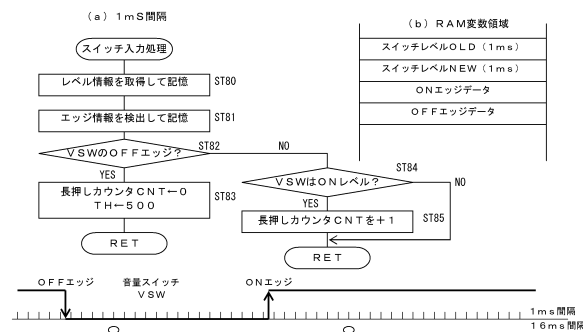 (a) 1mS間隔
スイッチ入力処理
レベル情報を取得して記憶
ST80
エッジ情報を検出して記憶
ST81
VSWのOFFエッジ?
ST82
NO
YES
長押しカウンタCNT←0
TH←500
ST83
RET
VSWはONレベル?
ST84
NO
YES
長押しカウンタCNTを+1
ST85
RET
(b) RAM変数領域
スイッチレベルOLD(1ms)
スイッチレベルNEW(1ms)
ONエッジデータ
OFFエッジデータ
OFFエッジ
音量スイッチ
VSW
ONエッジ
1ms間隔
16ms間隔